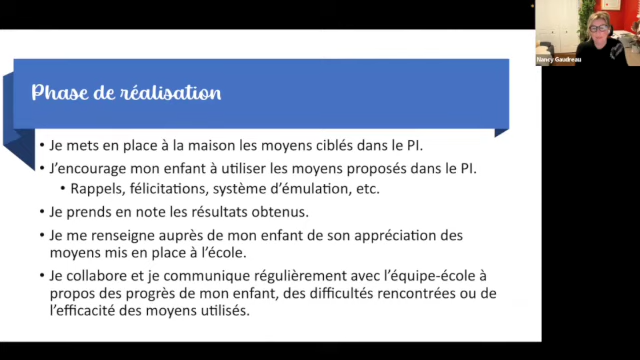 Nancy Gaudreau
Phase de réalisation
• Je mets en place à la maison les moyens ciblés dans le PI.
• J'encourage mon enfant à utiliser les moyens proposés dans le PI.
• Rappels, félicitations, système d'émulation, etc.
• Je prends en note les résultats obtenus.
• Je me renseigne auprès de mon enfant de son appréciation des
moyens mis en place à l'école.
• Je collabore et je communique régulièrement avec l'équipe-école à
propos des progrès de mon enfant, des difficultés rencontrées ou de
l'efficacité des moyens utilisés.